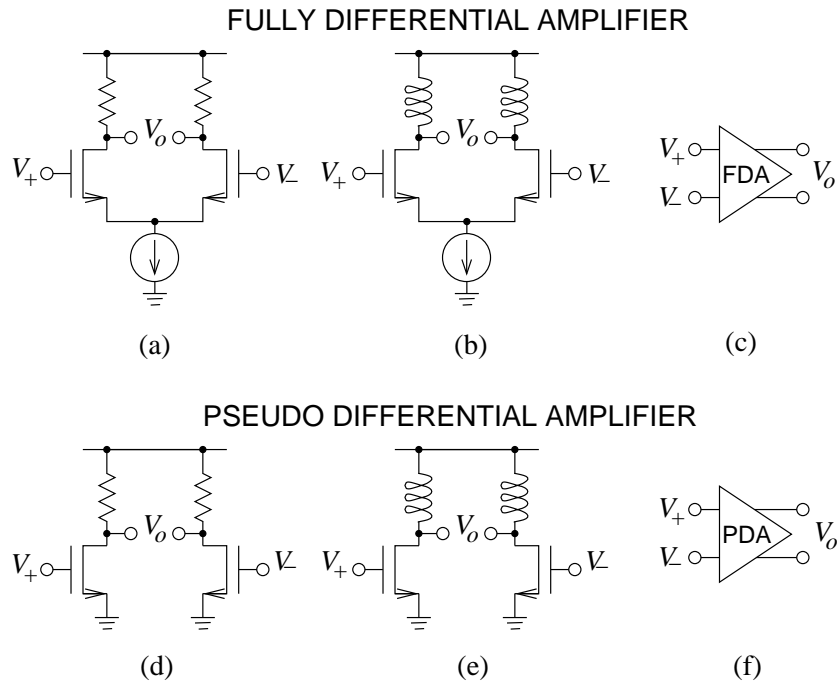 FULLY DIFFERENTIAL AMPLIFIER
V+ Vo V− V+ Vo V− V+ V− FDA Vo
(a) (b) (c)
PSEUDO DIFFERENTIAL AMPLIFIER
V+ Vo V− V+ Vo V− V+ V− PDA Vo
(d) (e) (f)